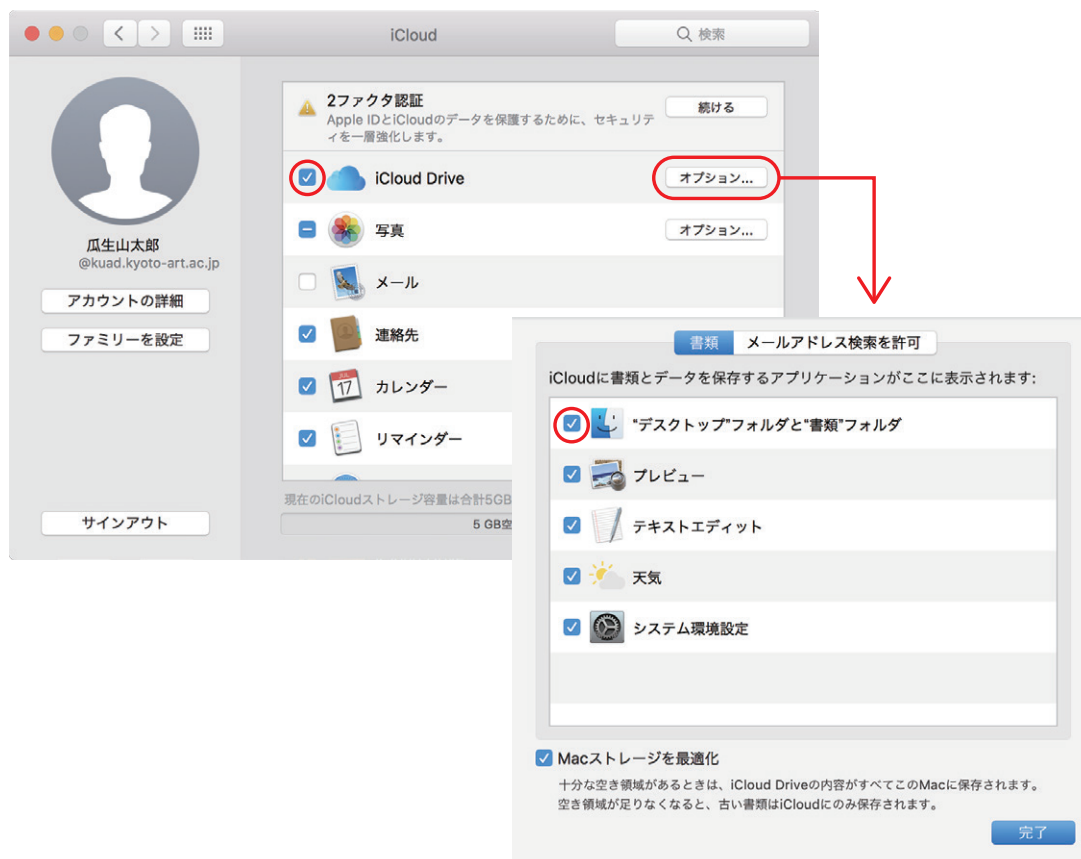 iCloud
検索
2ファクタ認証
Apple IDとiCloudのデータを保護するために、セキュリテ
ィを一層強化します。
続ける
iCloud Drive
オプション...
写真
オプション...
メール
連絡先
JUL
17
カレンダー
リマインダー
瓜生山太郎
@kuad.kyoto-art.ac.jp
アカウントの詳細
ファミリーを設定
サインアウト
現在のiCloudストレージ容量は合計5GB
5 GB空
書類
メールアドレス検索を許可
iCloudに書類とデータを保存するアプリケーションがここに表示されます:
"デスクトップ"フォルダと"書類"フォルダ
プレビュー
テキストエディット
天気
システム環境設定
Macストレージを最適化
十分な空き領域があるときは、iCloud Driveの内容がすべてこのMacに保存されます。
空き領域が足りなくなると、古い書類はiCloudにのみ保存されます。
完了